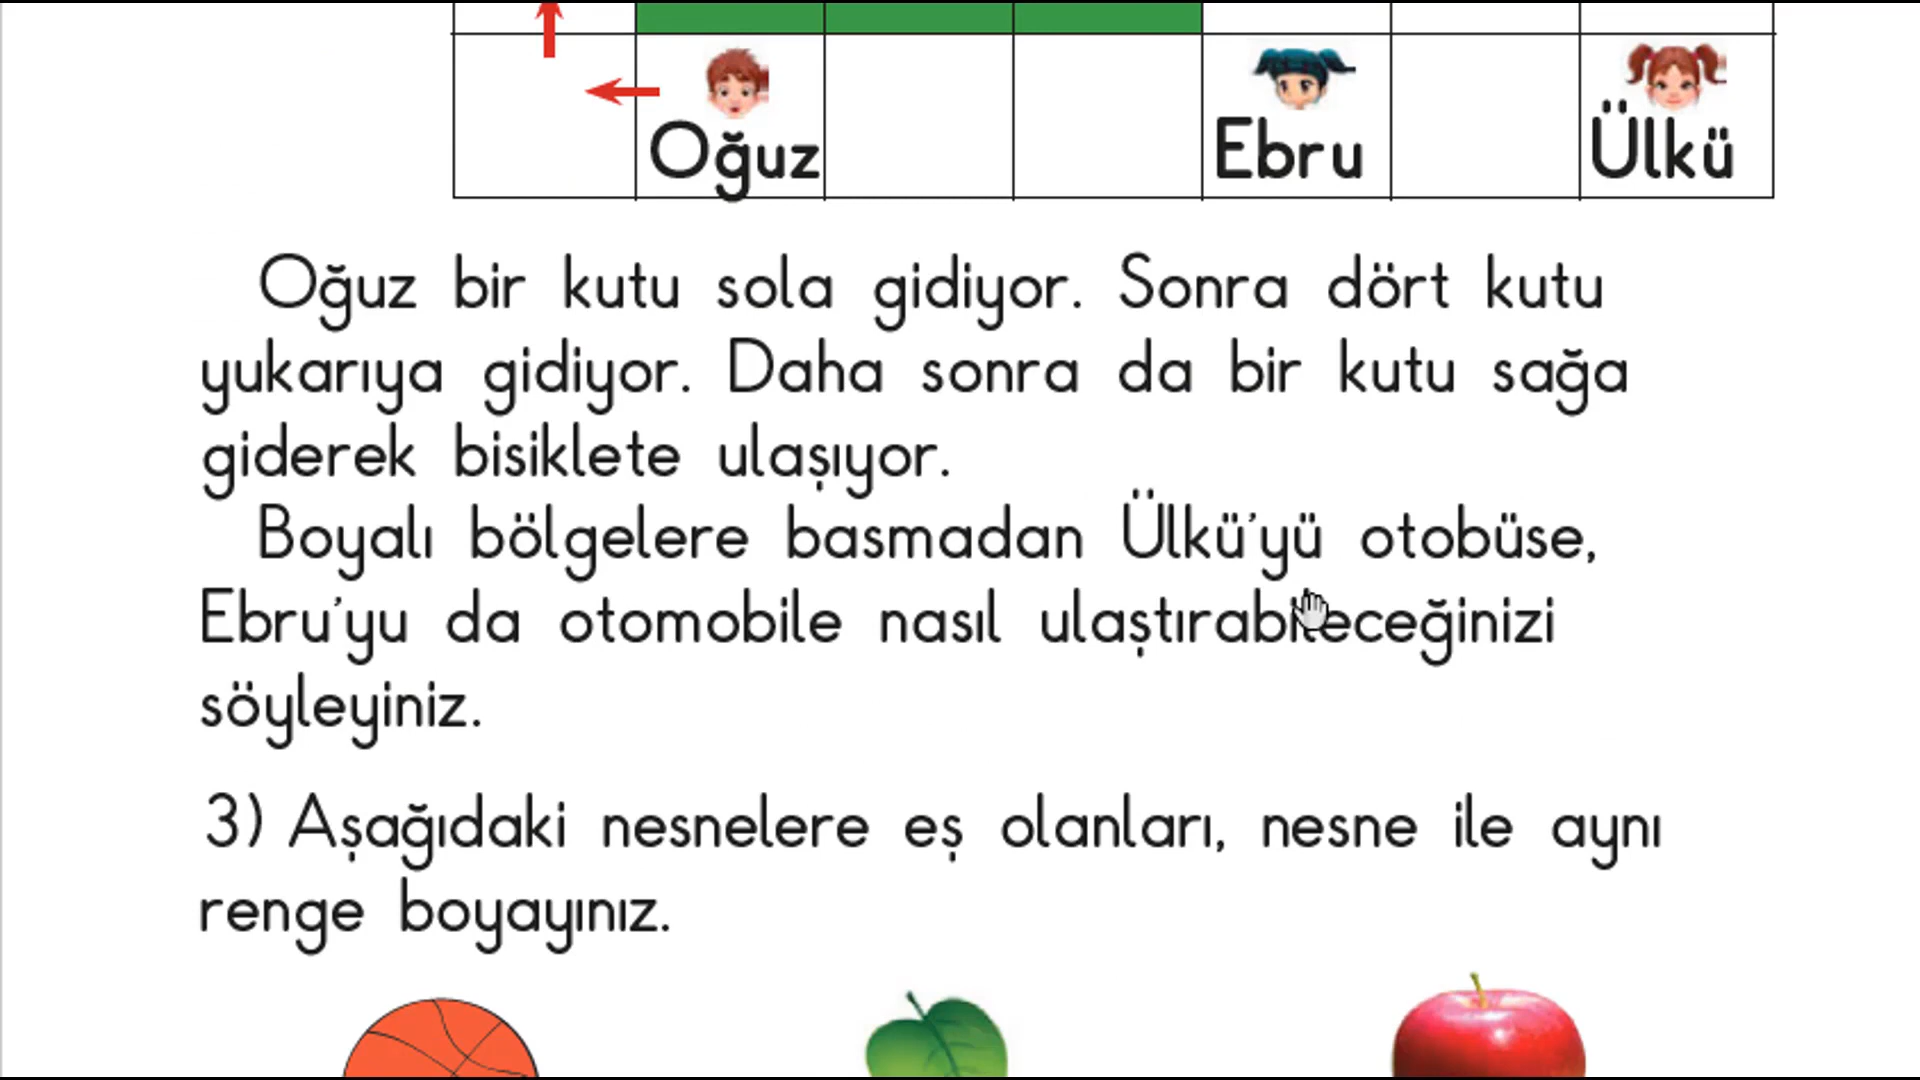 Oğuz Ebru Ülkü
Oğuz bir kutu sola gidiyor. Sonra dört kutu
yukarıya gidiyor. Daha sonra da bir kutu sağa
giderek bisiklete ulaşıyor.
Boyalı bölgelere basmadan Ülkü'yü otobüse,
Ebru'yu da otomobile nasıl ulaştırabileceğinizi
söyleyiniz.
3) Aşağıdaki nesnelere eş olanları, nesne ile aynı
renge boyayınız.